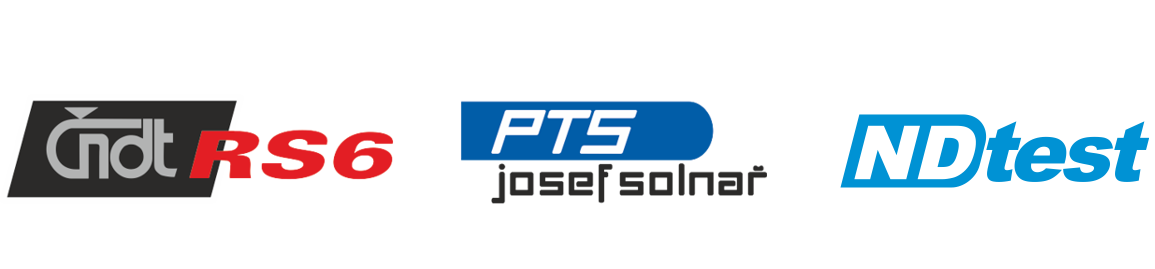 Čndt RS6
PTS
josef solnař
NDtest